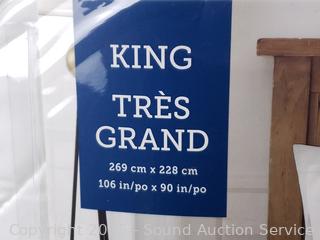 KING
TRÈS
GRAND
269 cm x 228 cm
106 in/po x 90 in/po
Sound Auction Service